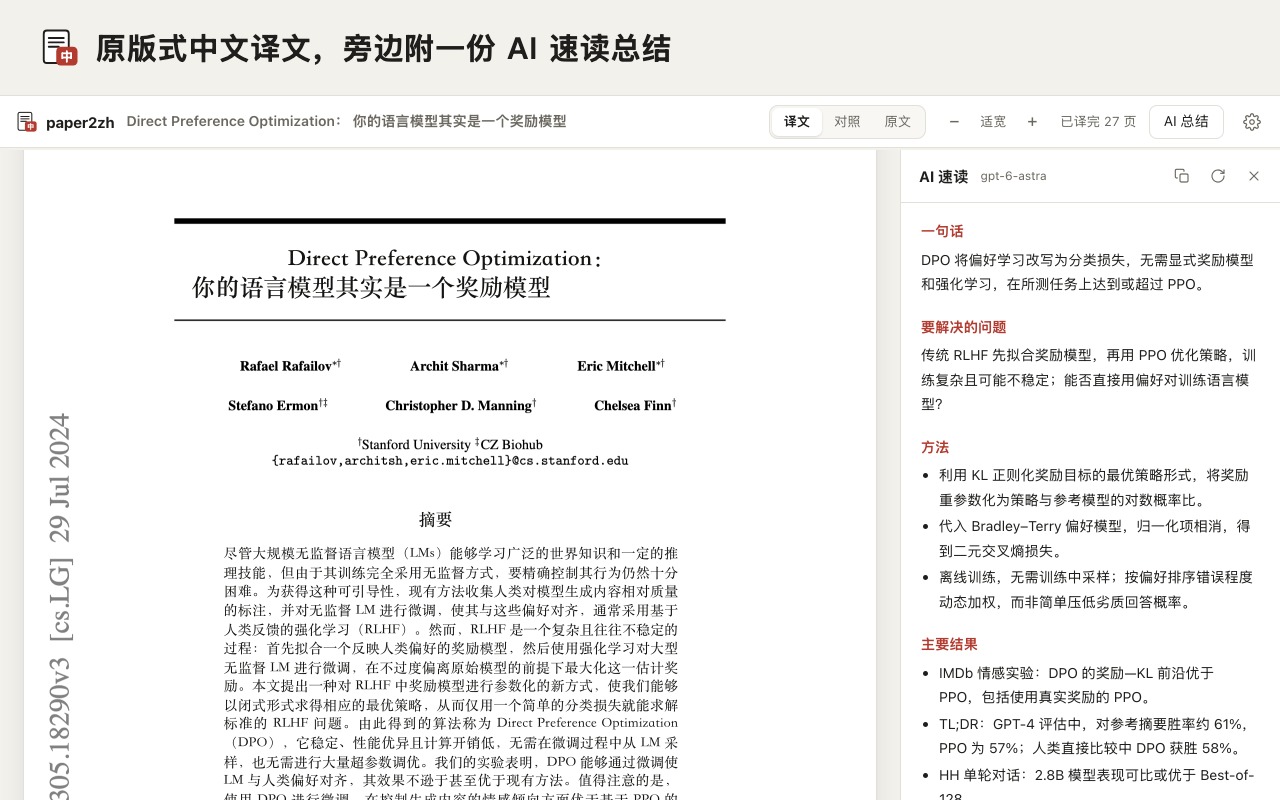 中
原版式中文译文，旁边附一份 AI 速读总结
中
paper2zh
Direct Preference Optimization： 你的语言模型其实是一个奖励模型
译文
对照
原文
−
适宽
+
已译完 27 页
AI 总结
Direct Preference Optimization：
你的语言模型其实是一个奖励模型
Rafael Rafailov*† Archit Sharma*† Eric Mitchell*†
Stefano Ermon†‡ Christopher D. Manning† Chelsea Finn†
†Stanford University ‡CZ Biohub
{rafailov,architsh,eric.mitchell}@cs.stanford.edu
摘要
尽管大规模无监督语言模型（LMs）能够学习广泛的世界知识和一定的推
理技能，但由于其训练完全采用无监督方式，要精确控制其行为仍然十分
困难。为获得这种可引导性，现有方法收集人类对模型生成内容相对质量
的标注，并对无监督 LM 进行微调，使其与这些偏好对齐，通常采用基于
人类反馈的强化学习（RLHF）。然而，RLHF 是一个复杂且往往不稳定的
过程：首先拟合一个反映人类偏好的奖励模型，然后使用强化学习对大型
无监督 LM 进行微调，在不过度偏离原始模型的前提下最大化这一估计奖
励。本文提出一种对 RLHF 中奖励模型进行参数化的新方式，使我们能够
以闭式形式求得相应的最优策略，从而仅用一个简单的分类损失就能求解
标准的 RLHF 问题。由此得到的算法称为 Direct Preference Optimization
（DPO），它稳定、性能优异且计算开销低，无需在微调过程中从 LM 采
样，也无需进行大量超参数调优。我们的实验表明，DPO 能够通过微调使
LM 与人类偏好对齐，其效果不逊于甚至优于现有方法。值得注意的是，
使用 DPO 进行微调，在控制生成内容的情感倾向方面优于基于 PPO 的
305.18290v3 [cs.LG] 29 Jul 2024
AI 速读
gpt-6-astra
一句话
DPO 将偏好学习改写为分类损失，无需显式奖励模型
和强化学习，在所测任务上达到或超过 PPO。
要解决的问题
传统 RLHF 先拟合奖励模型，再用 PPO 优化策略，训
练复杂且可能不稳定；能否直接用偏好对训练语言模
型？
方法
• 利用 KL 正则化奖励目标的最优策略形式，将奖励
重参数化为策略与参考模型的对数概率比。
• 代入 Bradley–Terry 偏好模型，归一化项相消，得
到二元交叉熵损失。
• 离线训练，无需训练中采样；按偏好排序错误程度
动态加权，而非简单压低劣质回答概率。
主要结果
• IMDb 情感实验：DPO 的奖励—KL 前沿优于
PPO，包括使用真实奖励的 PPO。
• TL;DR：GPT-4 评估中，对参考摘要胜率约 61%，
PPO 为 57%；人类直接比较中 DPO 获胜 58%。
• HH 单轮对话：2.8B 模型表现可比或优于 Best-of-
128